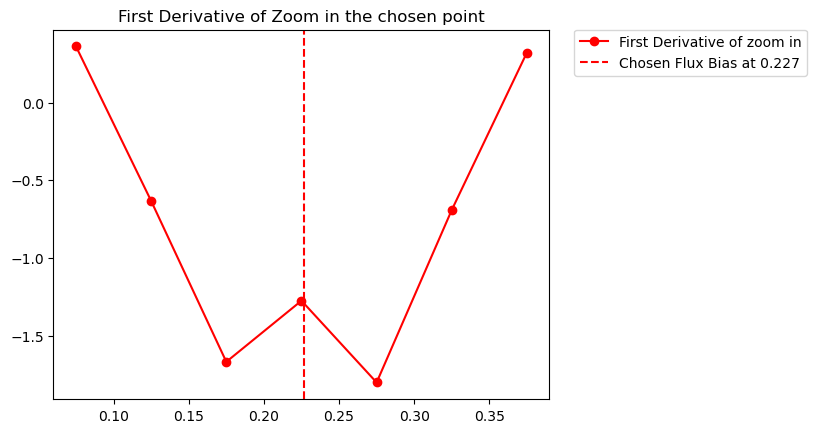 First Derivative of Zoom in the chosen point
First Derivative of zoom in
Chosen Flux Bias at 0.227
0.0
−0.5
−1.0
−1.5
0.10 0.15 0.20 0.25 0.30 0.35